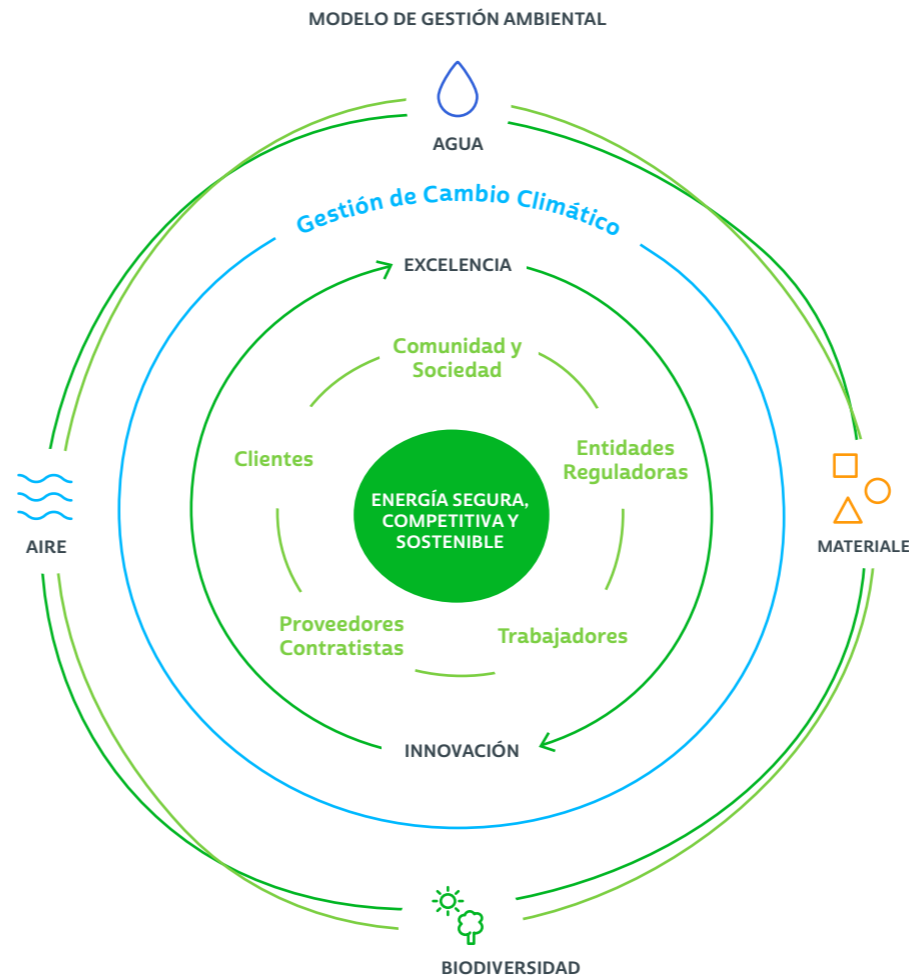 MODELO DE GESTIÓN AMBIENTAL
AGUA
Gestión de Cambio Climático
EXCELENCIA
Comunidad y
Sociedad
Clientes
Entidades
Reguladoras
ENERGÍA SEGURA,
COMPETITIVA Y
SOSTENIBLE
AIRE
MATERIALE
Proveedores
Contratistas
Trabajadores
INNOVACIÓN
BIODIVERSIDAD